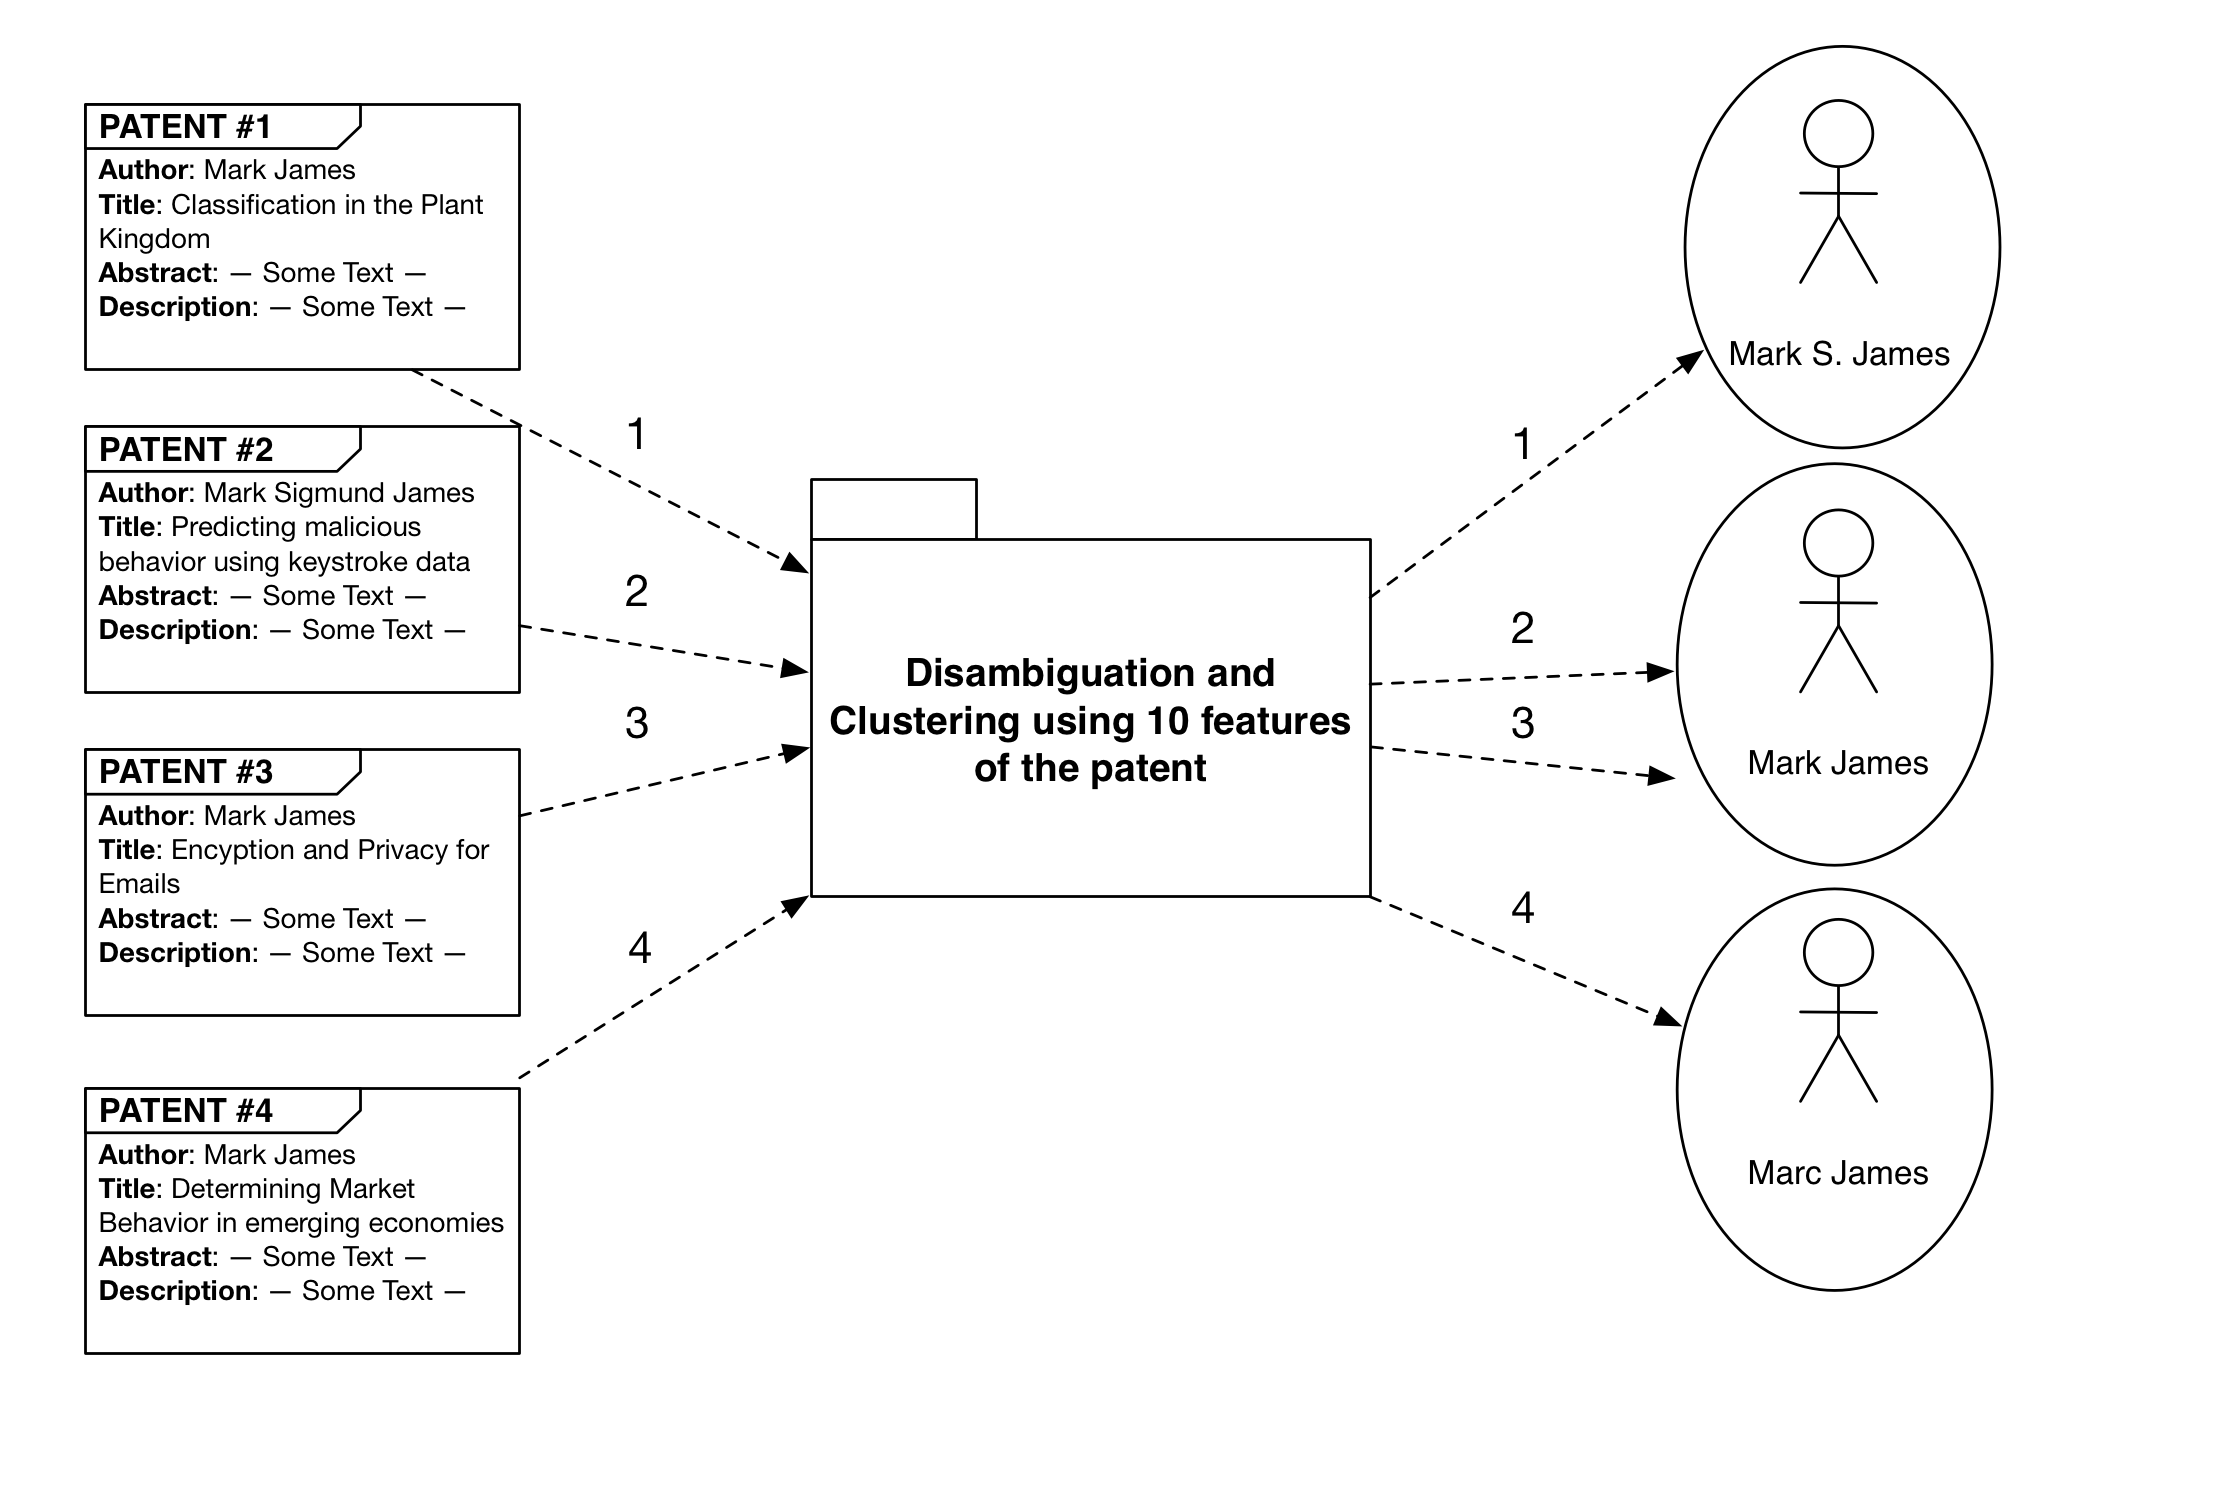 PATENT #1
Author: Mark James
Title: Classification in the Plant
Kingdom
Abstract: — Some Text —
Description: — Some Text —
PATENT #2
Author: Mark Sigmund James
Title: Predicting malicious
behavior using keystroke data
Abstract: — Some Text —
Description: — Some Text —
PATENT #3
Author: Mark James
Title: Encyption and Privacy for
Emails
Abstract: — Some Text —
Description: — Some Text —
PATENT #4
Author: Mark James
Title: Determining Market
Behavior in emerging economies
Abstract: — Some Text —
Description: — Some Text —
1
2
3
4
Disambiguation and
Clustering using 10 features
of the patent
1
2
3
4
Mark S. James
Mark James
Marc James